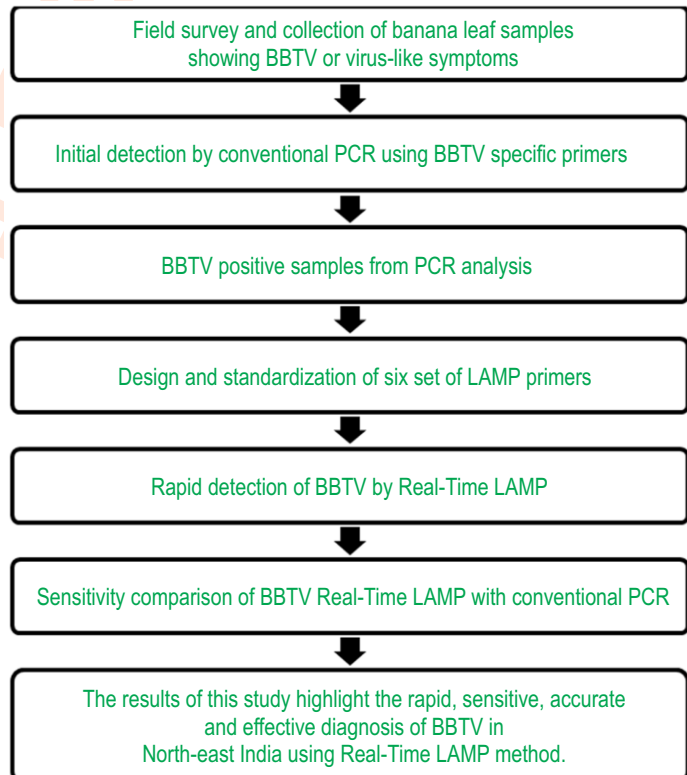 Field survey and collection of banana leaf samples
showing BBTV or virus-like symptoms
Initial detection by conventional PCR using BBTV specific primers
BBTV positive samples from PCR analysis
Design and standardization of six set of LAMP primers
Rapid detection of BBTV by Real-Time LAMP
Sensitivity comparison of BBTV Real-Time LAMP with conventional PCR
The results of this study highlight the rapid, sensitive, accurate
and effective diagnosis of BBTV in
North-east India using Real-Time LAMP method.